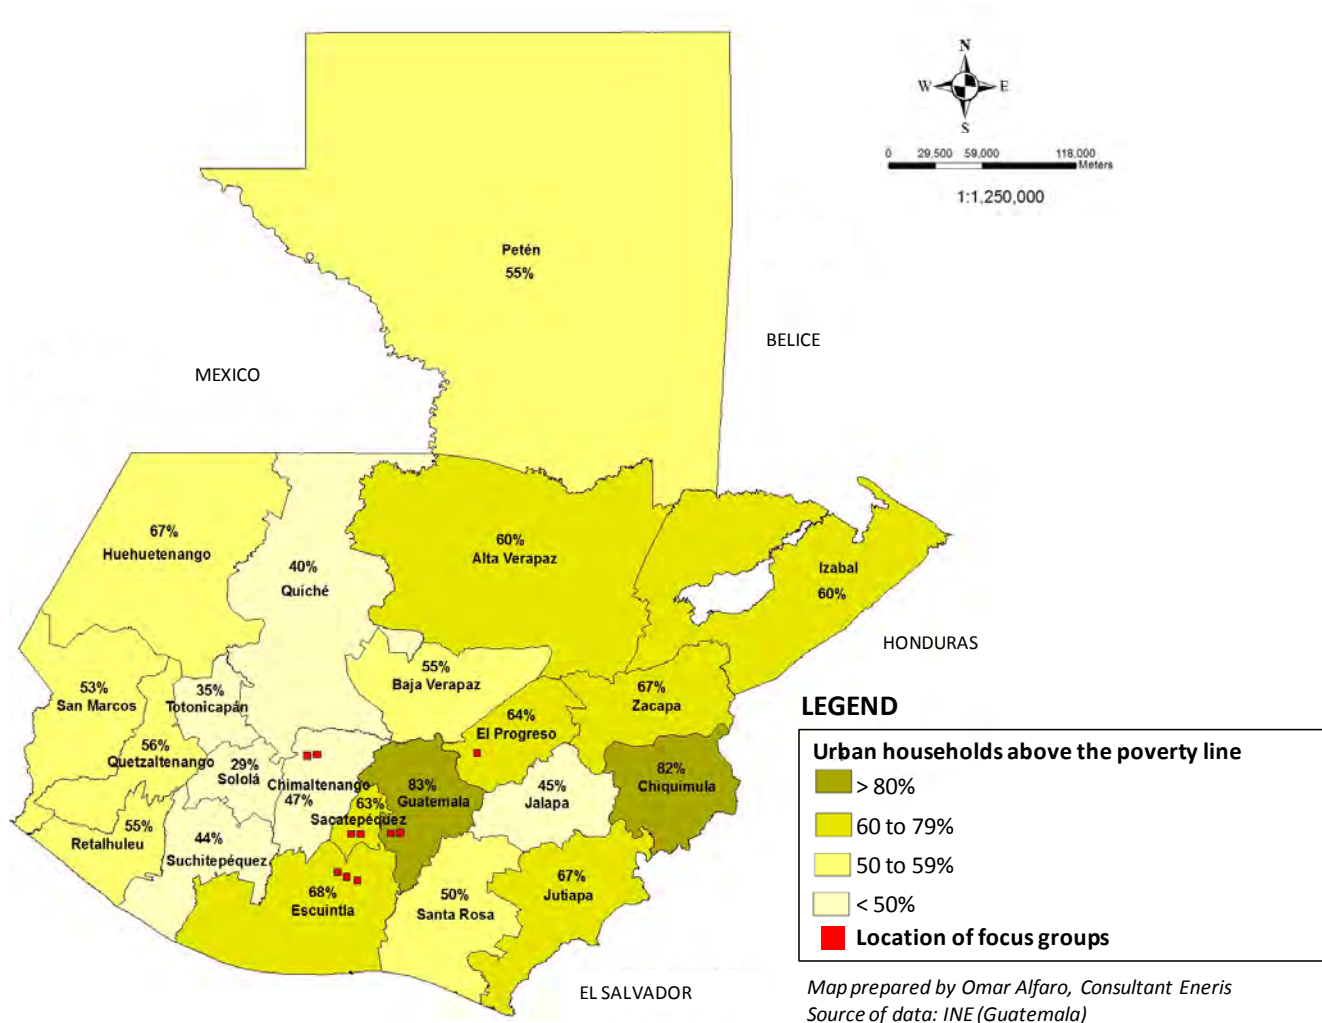 N
W E
S
0 29,500 59,000 118,000
Meters
1:1,250,000
Petén
55%
BELICE
MEXICO
67%
Huehuetenango
40%
Quiché
60%
Alta Verapaz
Izabal
60%
HONDURAS
53%
San Marcos
35%
Totonicapán
55%
Baja Verapaz
67%
Zacapa
64%
El Progreso
56%
Quetzaltenango
29%
Sololá
Chimaltenango
47%
83%
Guatemala
63%
Sacatepéquez
45%
Jalapa
82%
Chiquimula
55%
Retalhuleu
44%
Suchitepéquez
68%
Escuintla
50%
Santa Rosa
67%
Jutiapa
EL SALVADOR
LEGEND
Urban households above the poverty line
> 80%
60 to 79%
50 to 59%
< 50%
Location of focus groups
Map prepared by Omar Alfaro, Consultant Eneris
Source of data: INE (Guatemala)